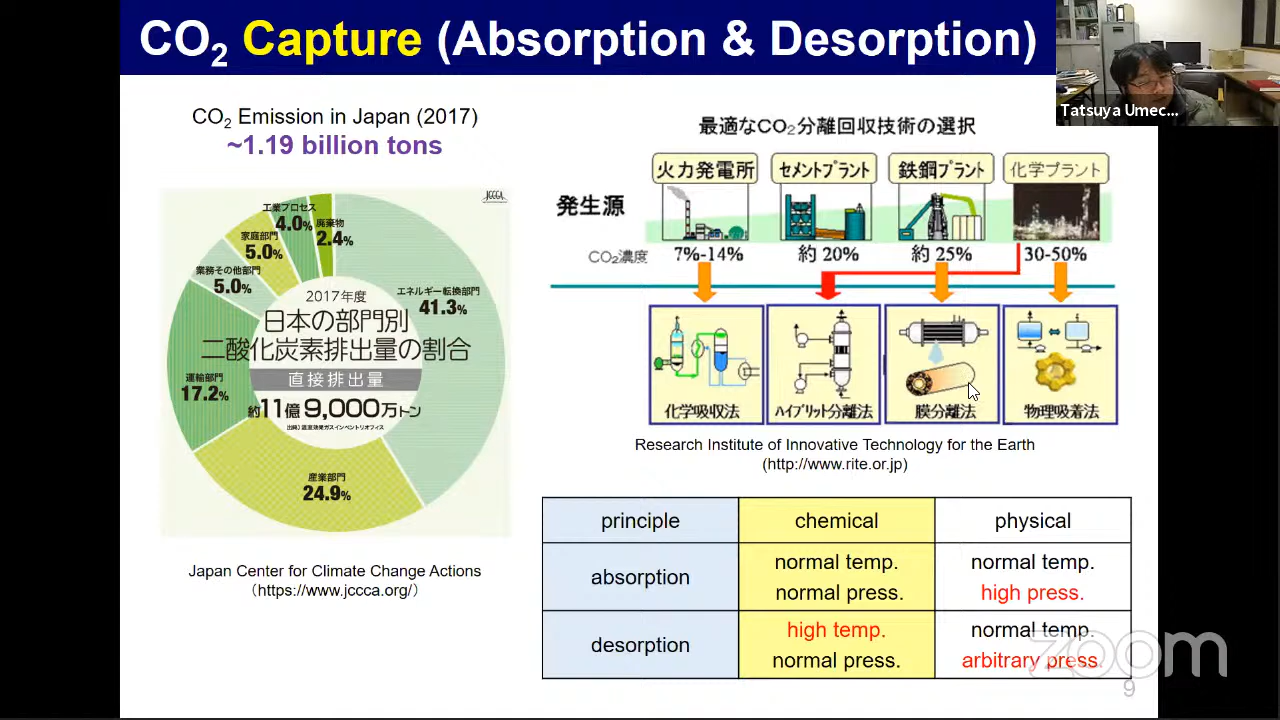 CO2 Capture (Absorption & Desorption)
Tatsuya Umec...
CO2 Emission in Japan (2017)
~1.19 billion tons
JCCCA
工業プロセス
4.0%
廃棄物
2.4%
家庭部門
5.0%
業務その他部門
5.0%
エネルギー転換部門
41.3%
2017年度
日本の部門別
二酸化炭素排出量の割合
直接排出量
約11億9,000万トン
出典)温室効果ガスインベントリオフィス
運輸部門
17.2%
産業部門
24.9%
Japan Center for Climate Change Actions
(https://www.jccca.org/)
最適なCO2分離回収技術の選択
火力発電所 セメントプラント 鉄鋼プラント 化学プラント
発生源
CO2濃度 7%-14% 約20% 約25% 30-50%
化学吸収法 ハイブリット分離法 膜分離法 物理吸着法
Research Institute of Innovative Technology for the Earth
(http://www.rite.or.jp)
principle chemical physical
absorption normal temp. normal press. normal temp. high press.
desorption high temp. normal press. normal temp. arbitrary press.
zoom
9